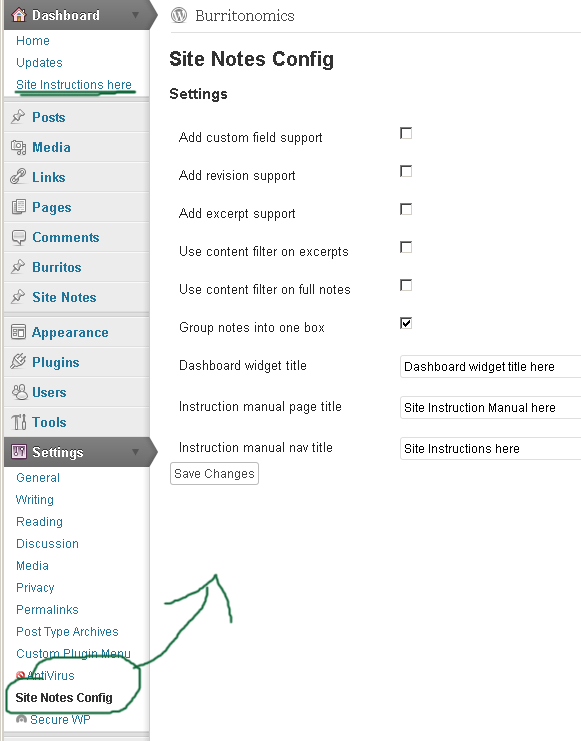 Dashboard
Home
Updates
Site Instructions here
Posts
Media
Links
Pages
Comments
Burritos
Site Notes
Appearance
Plugins
Users
Tools
Settings
General
Writing
Reading
Discussion
Media
Privacy
Permalinks
Post Type Archives
Custom Plugin Menu
AntiVirus
Site Notes Config
Secure WP
Burritonomics
Site Notes Config
Settings
Add custom field support
Add revision support
Add excerpt support
Use content filter on excerpts
Use content filter on full notes
Group notes into one box
Dashboard widget title Dashboard widget title here
Instruction manual page title Site Instruction Manual here
Instruction manual nav title Site Instructions here
Save Changes